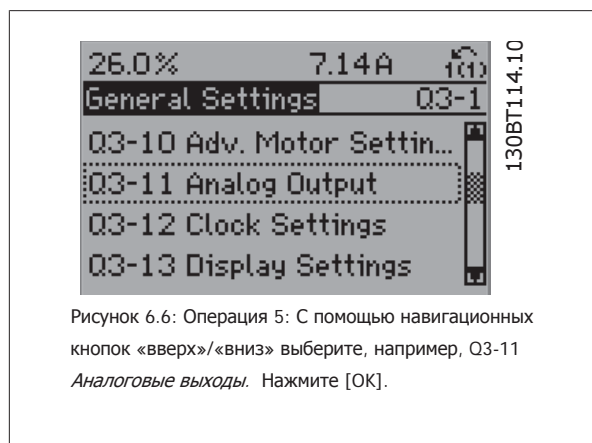 26.0% 7.14A 1(1)
General Settings Q3-1
Q3-10 Adv. Motor Settin...
Q3-11 Analog Output
Q3-12 Clock Settings
Q3-13 Display Settings
130BT114.10
Рисунок 6.6: Операция 5: С помощью навигационных
кнопок «вверх»/«вниз» выберите, например, Q3-11
Аналоговые выходы. Нажмите [OK].